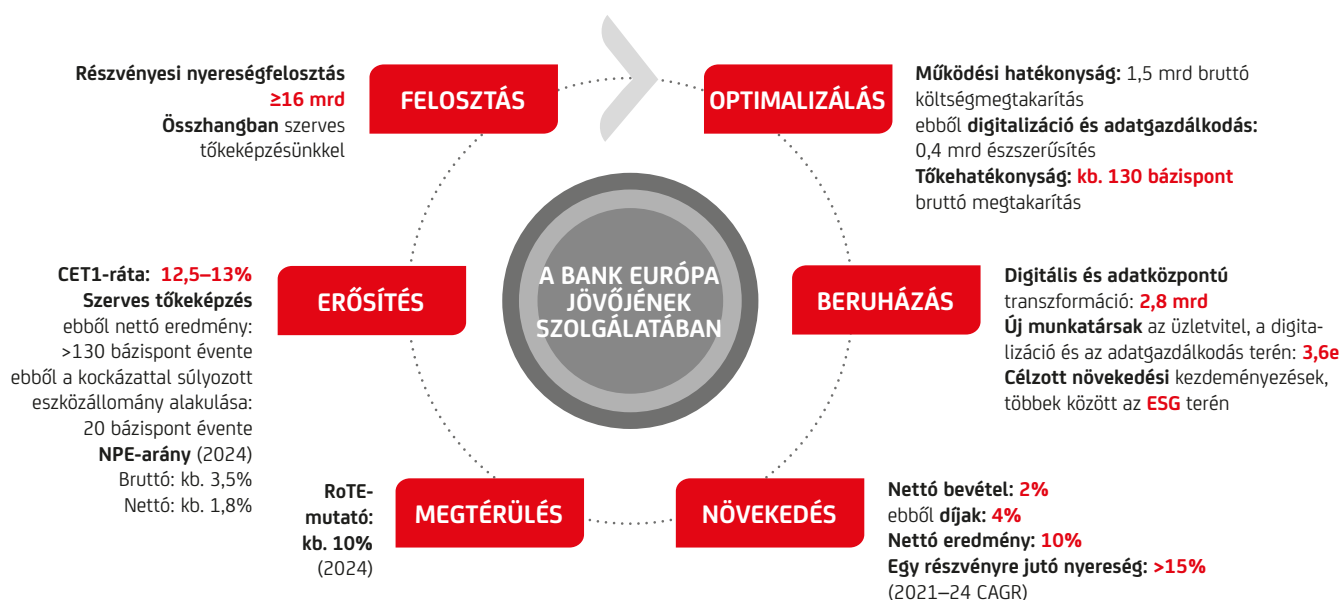 Részvényesi nyereségfelosztás
≥16 mrd
Összhangban szerves
tőkeképzésünkkel
FELOSZTÁS
OPTIMALIZÁLÁS
Működési hatékonyság: 1,5 mrd bruttó
költségmegtakarítás
ebből digitalizáció és adatgazdálkodás:
0,4 mrd észszerűsítés
Tőkehatékonyság: kb. 130 bázispont
bruttó megtakarítás
CET1-ráta: 12,5–13%
Szerves tőkeképzés
ebből nettó eredmény:
>130 bázispont évente
ebből a kockázattal súlyozott
eszközállomány alakulása:
20 bázispont évente
NPE-arány (2024)
Bruttó: kb. 3,5%
Nettó: kb. 1,8%
ERŐSÍTÉS
A BANK EURÓPA
JÖVŐJÉNEK
SZOLGÁLATÁBAN
BERUHÁZÁS
Digitális és adatközpontú
transzformáció: 2,8 mrd
Új munkatársak az üzletvitel, a digita-
lizáció és az adatgazdálkodás terén: 3,6e
Célzott növekedési kezdeményezések,
többek között az ESG terén
RoTE-
mutató:
kb. 10%
(2024)
MEGTÉRÜLÉS
NÖVEKEDÉS
Nettó bevétel: 2%
ebből díjak: 4%
Nettó eredmény: 10%
Egy részvényre jutó nyereség: >15%
(2021–24 CAGR)